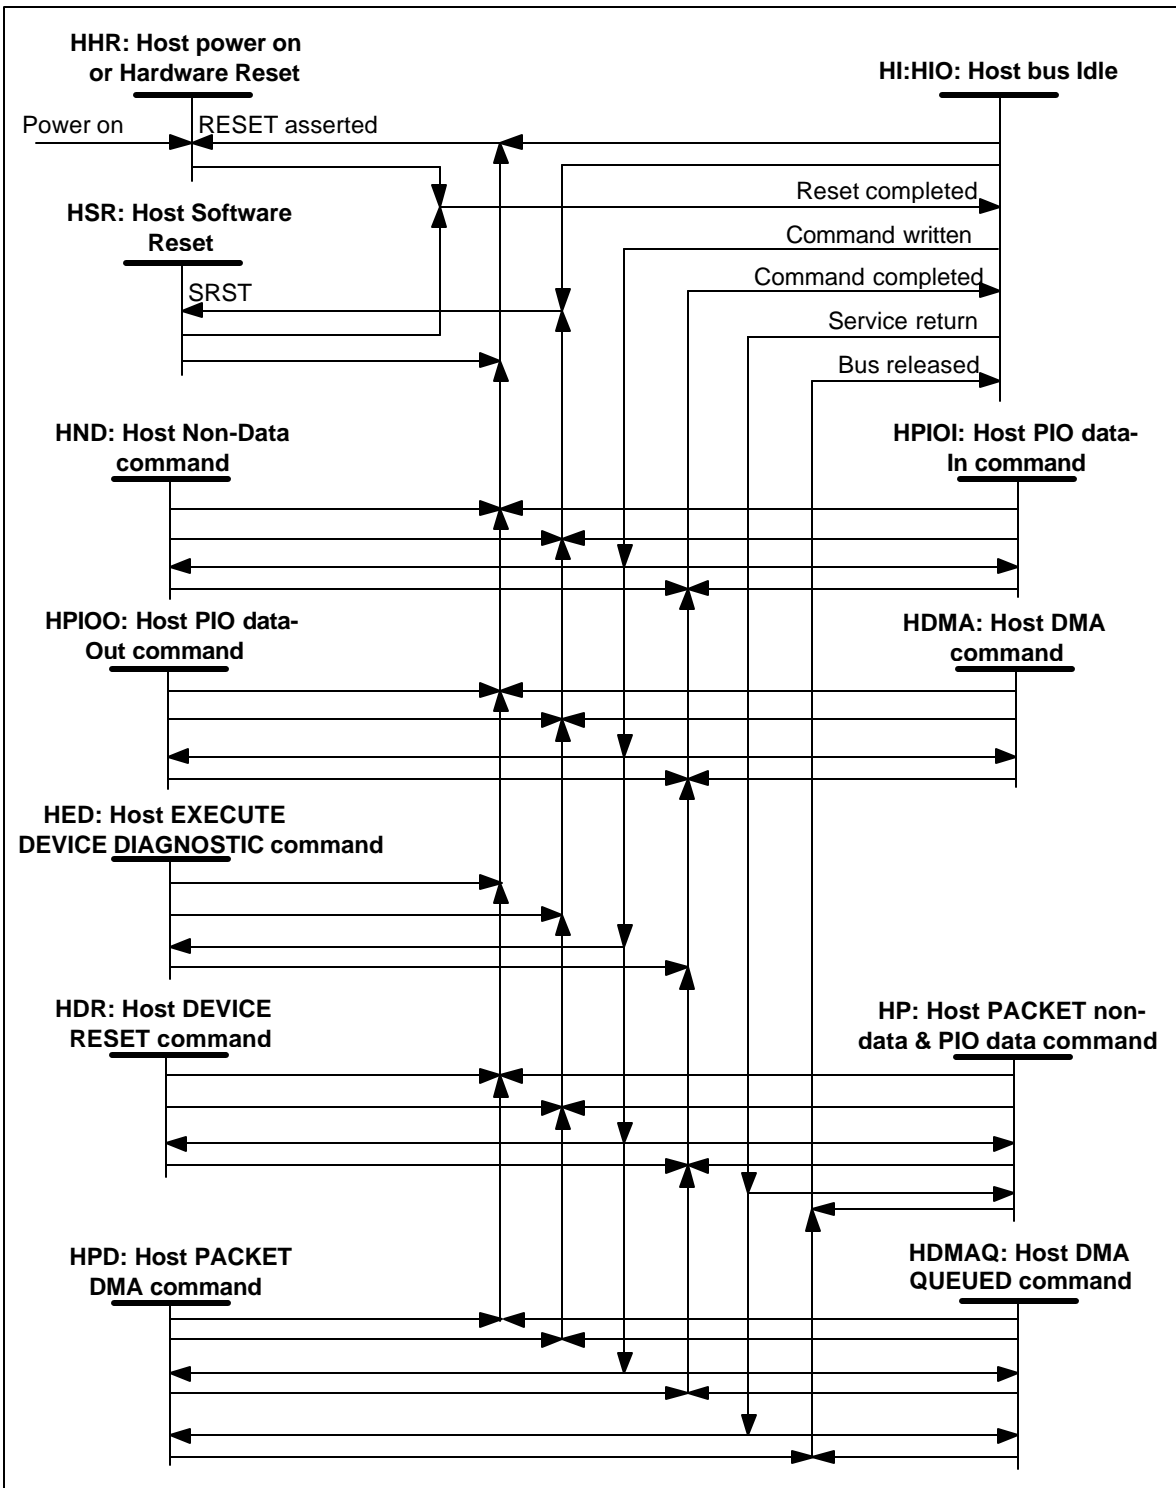 HHR: Host power on
or Hardware Reset
HI:HIO: Host bus Idle
Power on
RESET asserted
Reset completed
HSR: Host Software
Reset
Command written
Command completed
SRST
Service return
Bus released
HND: Host Non-Data
command
HPIOI: Host PIO data-
In command
HPIOO: Host PIO data-
Out command
HDMA: Host DMA
command
HED: Host EXECUTE
DEVICE DIAGNOSTIC command
HDR: Host DEVICE
RESET command
HP: Host PACKET non-
data & PIO data command
HPD: Host PACKET
DMA command
HDMAQ: Host DMA
QUEUED command